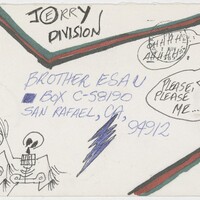 JERRY
DIVISION
BROTHER ESAU
BOX C-58190
SAN RAFAEL, CA,
94912
PLEASE,
PLEASE
ME...